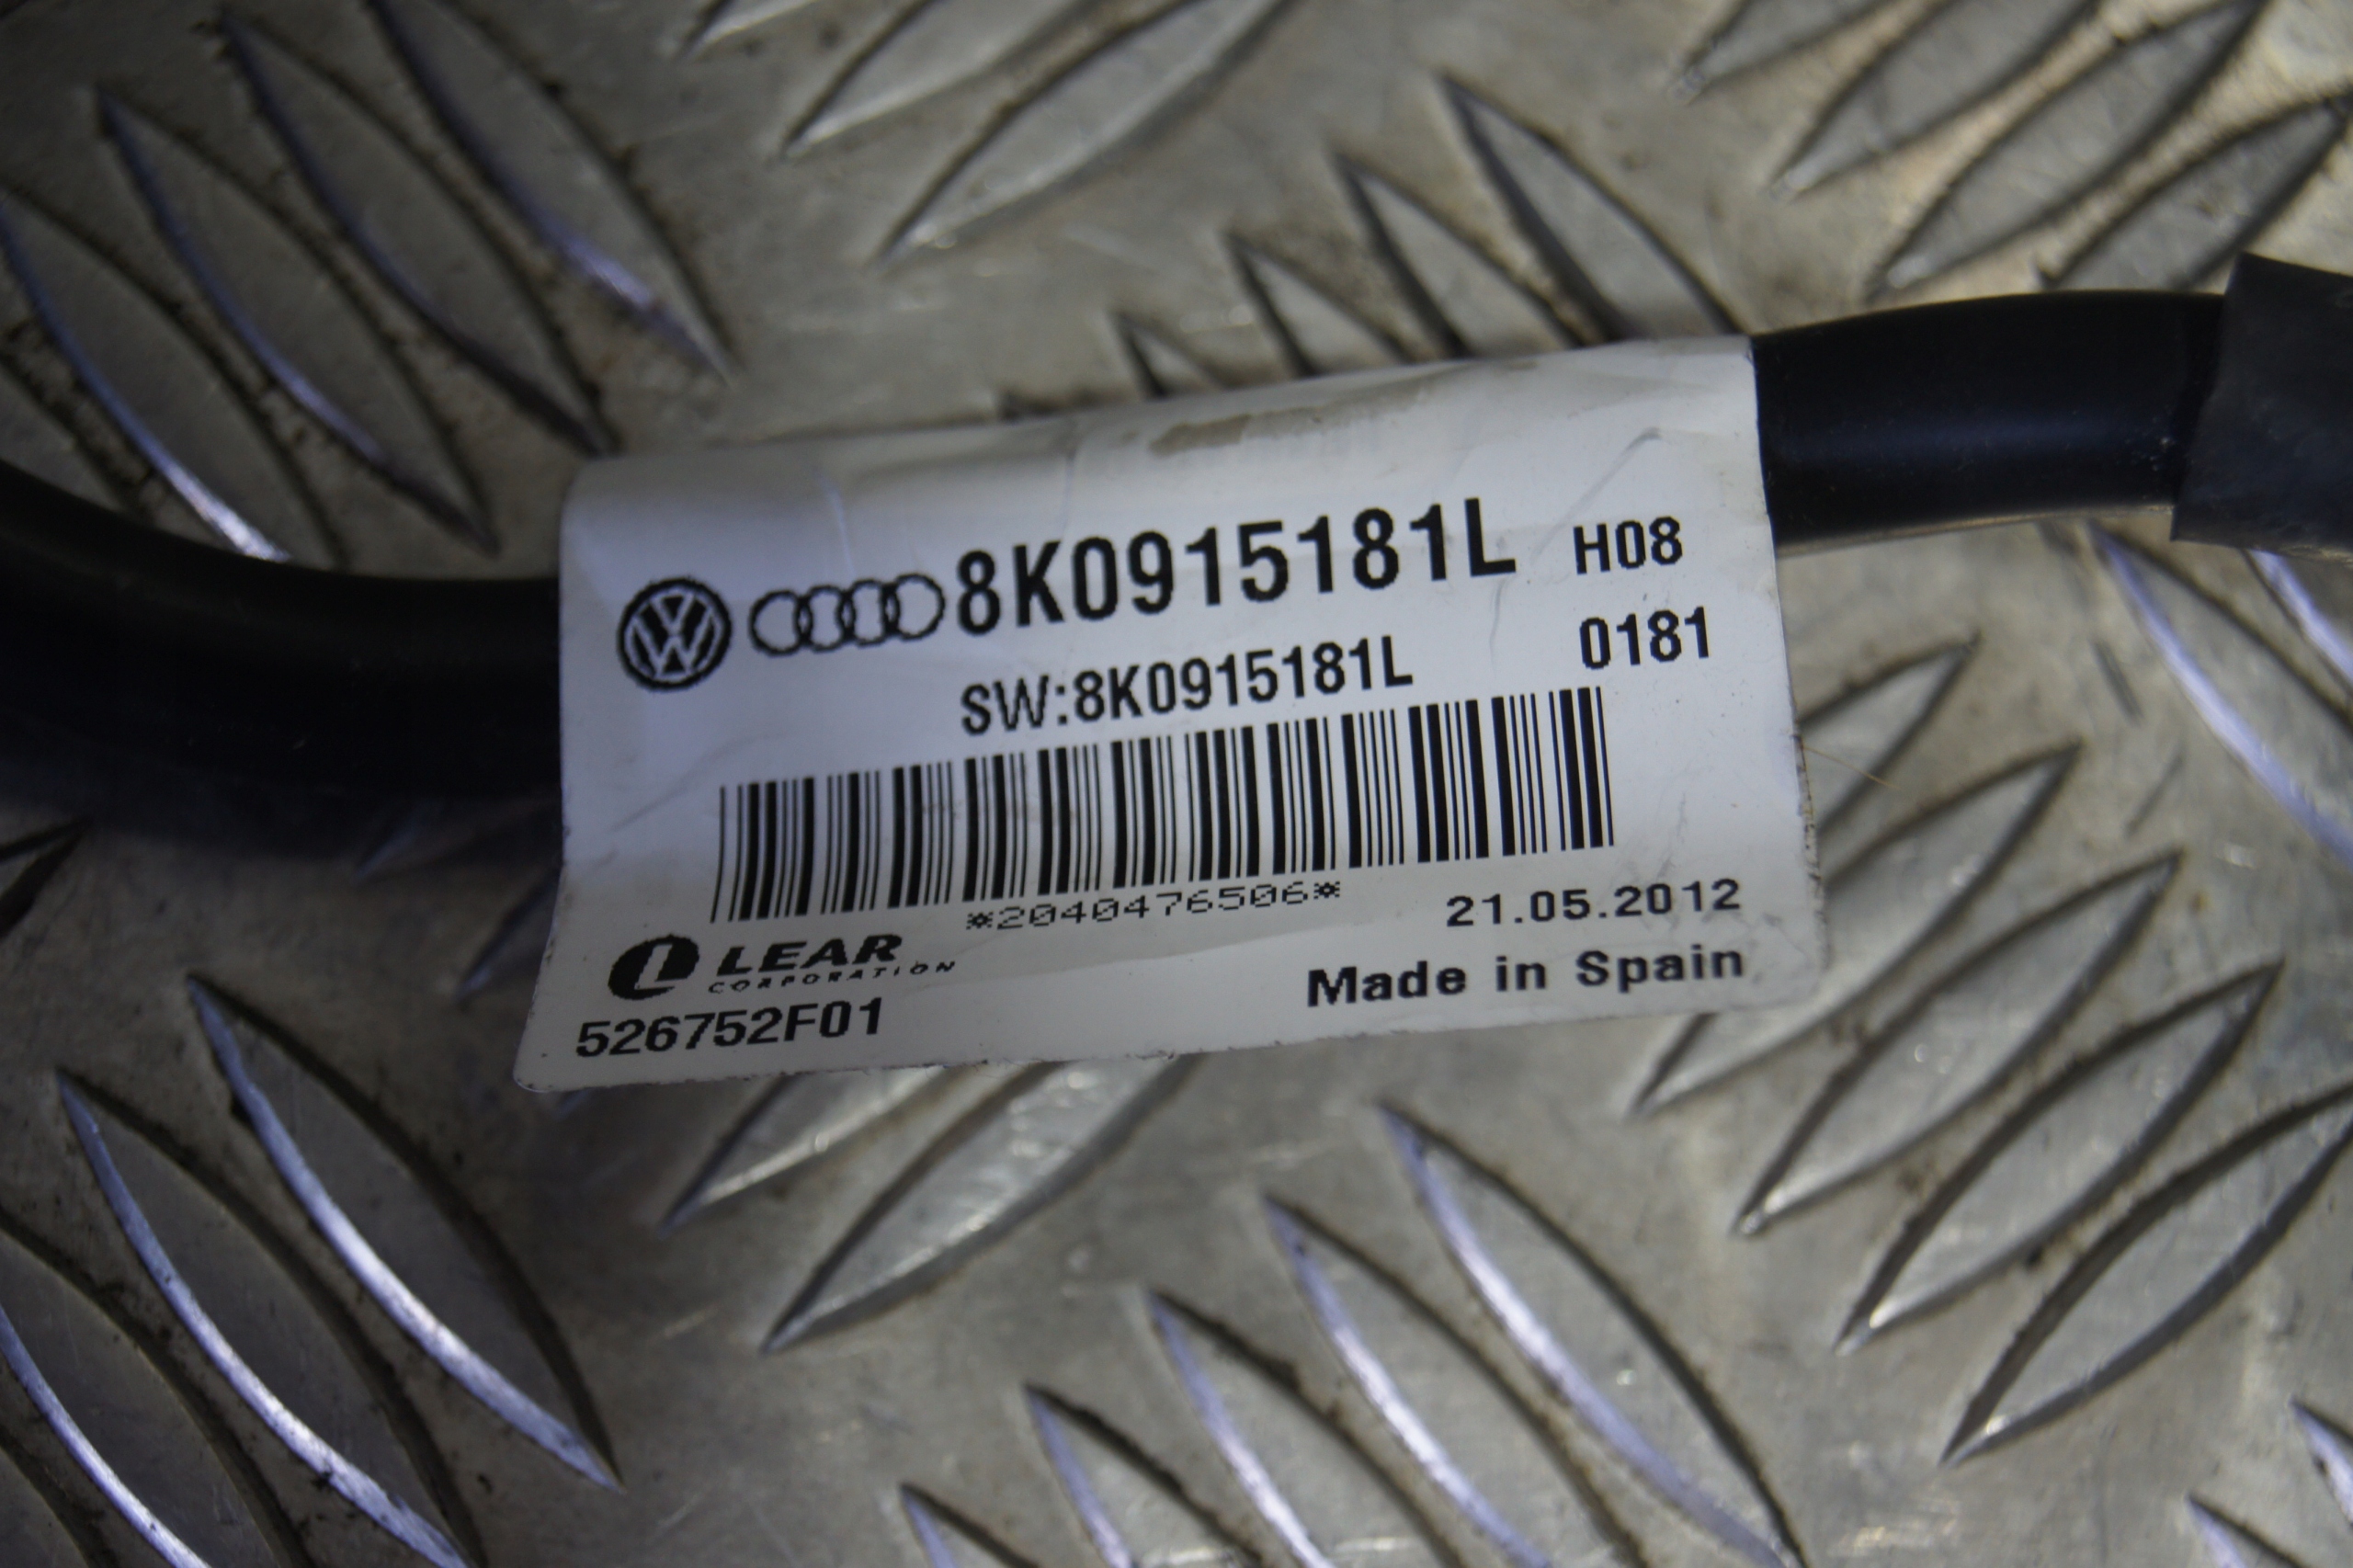 8K0915181L H08
SW:8K0915181L 0181
*2040476506*
21.05.2012
LEAR
CORPORATION
Made in Spain
526752F01